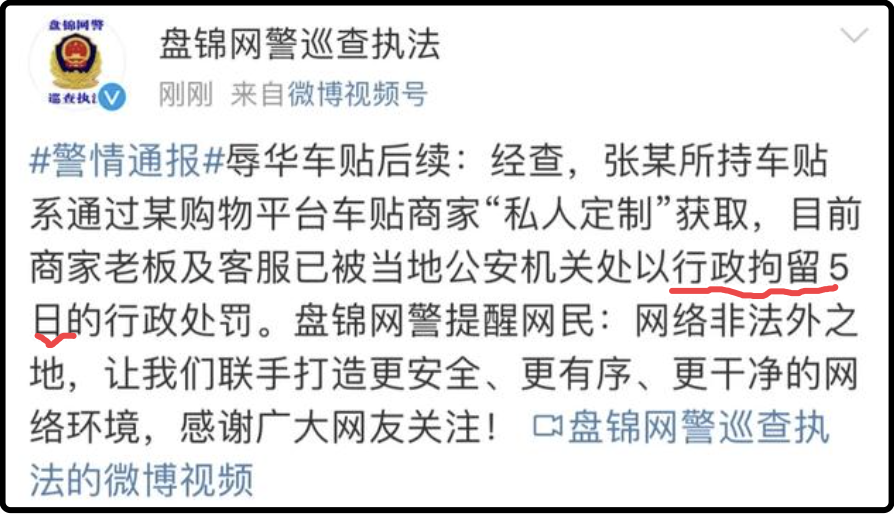 盘锦网警
巡查执法
盘锦网警巡查执法
刚刚 来自微博视频号
#警情通报#辱华车贴后续：经查，张某所持车贴
系通过某购物平台车贴商家“私人定制”获取，目前
商家老板及客服已被当地公安机关处以行政拘留5
日的行政处罚。盘锦网警提醒网民：网络非法外之
地，让我们联手打造更安全、更有序、更干净的网
络环境，感谢广大网友关注！ 盘锦网警巡查执
法的微博视频